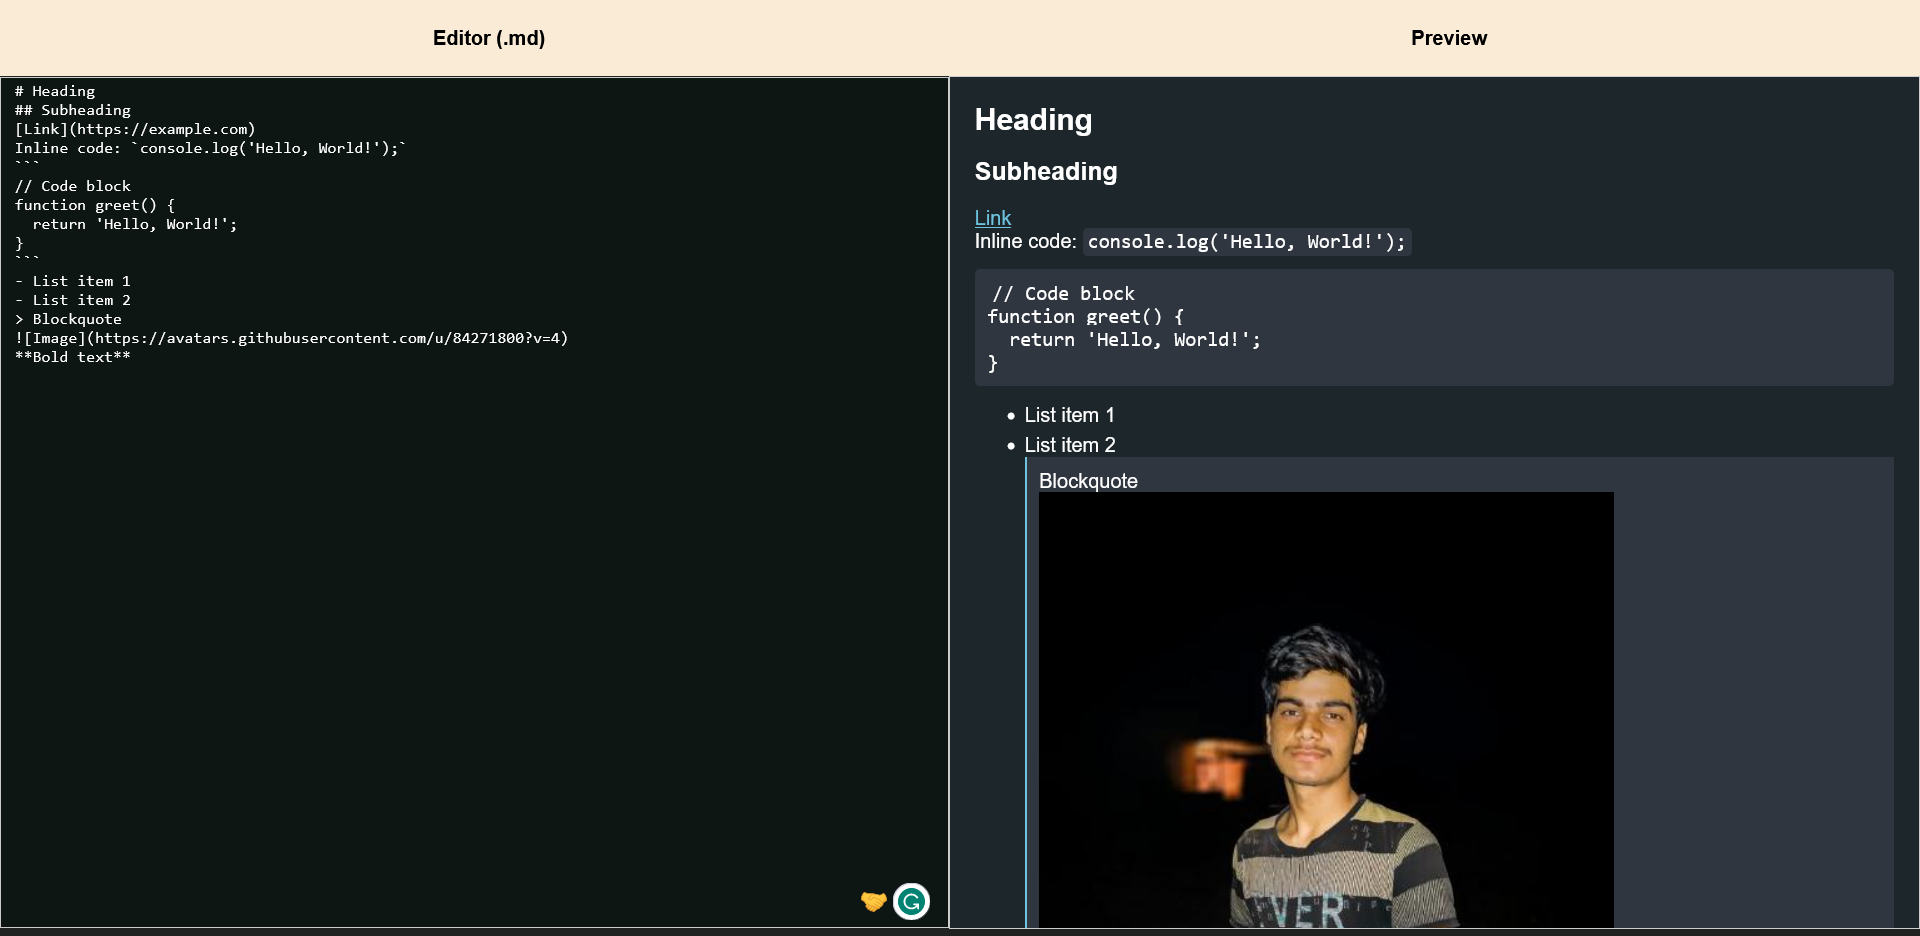 Editor (.md)
Preview
# Heading
## Subheading
[Link](https://example.com)
Inline code: `console.log('Hello, World!');`
```
// Code block
function greet() {
  return 'Hello, World!';
}
```
- List item 1
- List item 2
> Blockquote
![Image](https://avatars.githubusercontent.com/u/84271800?v=4)
**Bold text**
Heading
Subheading
Link
Inline code: console.log('Hello, World!');
// Code block
function greet() {
  return 'Hello, World!';
}
• List item 1
• List item 2
Blockquote
VER
G